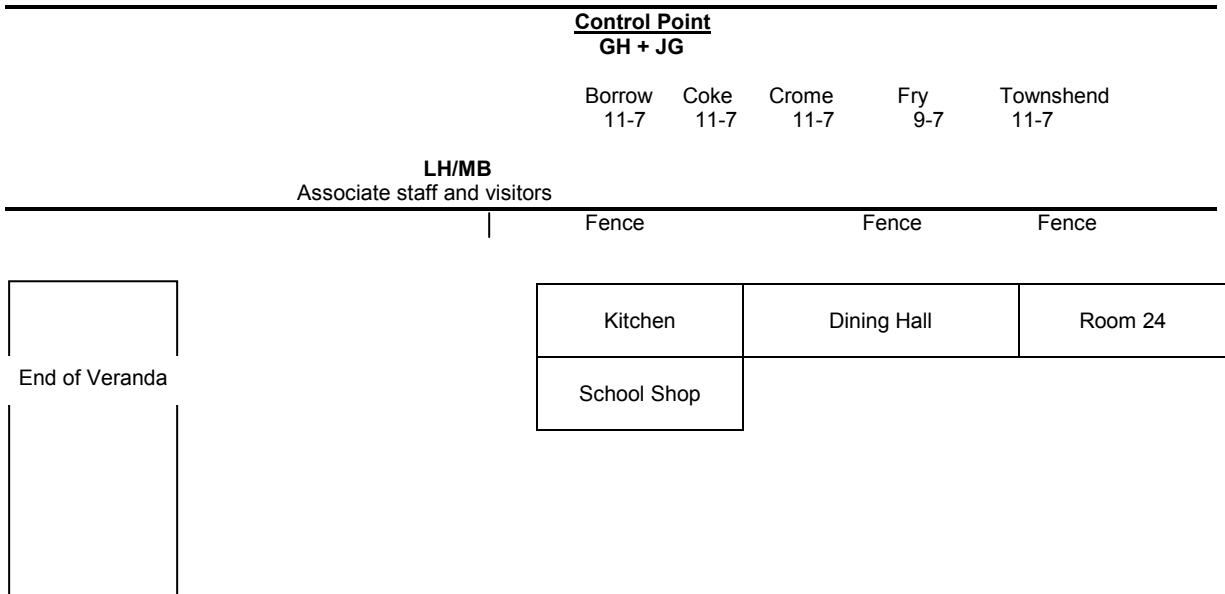 Control Point
GH + JG
Borrow Coke Crome Fry Townshend
11-7 11-7 11-7 9-7 11-7
LH/MB
Associate staff and visitors
Fence Fence Fence
Kitchen Dining Hall Room 24
End of Veranda
School Shop